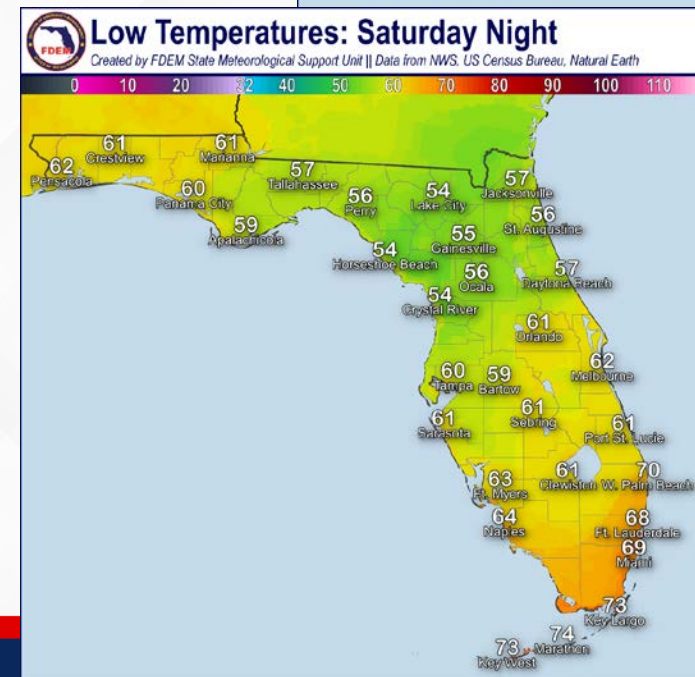 FDEM
Low Temperatures: Saturday Night
Created by FDEM State Meteorological Support Unit || Data from NWS, US Census Bureau, Natural Earth
0 10 20 32 40 50 60 70 80 90 100 110
61
Crestview
61
Marianna
62
Pensacola
60
Panama City
57
Tallahassee
59
Apalachicola
56
Perry
54
Lake City
57
Jacksonville
56
St. Augustine
55
Gainesville
54
Horseshoe Beach
56
Ocala
57
Daytona Beach
54
Crystal River
61
Orlando
62
Melbourne
60
Tampa
59
Bartow
61
Sarasota
61
Sebring
61
Port St. Lucie
63
Ft. Myers
61
Clewiston
70
W. Palm Beach
64
Naples
68
Ft. Lauderdale
69
Miami
73
Key Largo
74
Marathon
73
Key West